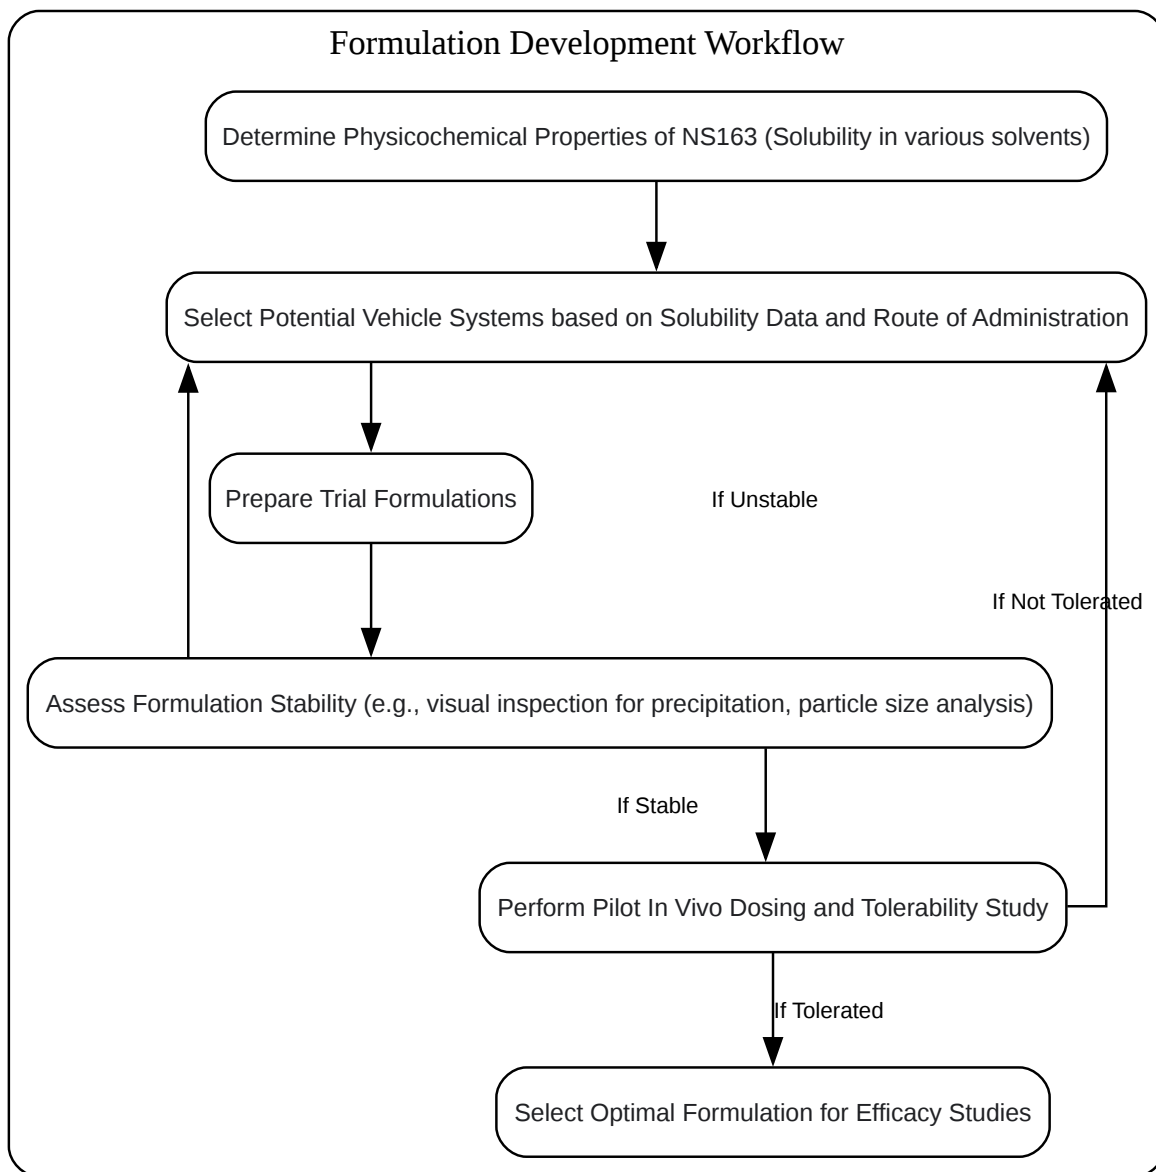 Formulation Development Workflow
Determine Physicochemical Properties of NS163 (Solubility in various solvents)
Select Potential Vehicle Systems based on Solubility Data and Route of Administration
Prepare Trial Formulations
If Unstable
If Not Tolerated
Assess Formulation Stability (e.g., visual inspection for precipitation, particle size analysis)
If Stable
Perform Pilot In Vivo Dosing and Tolerability Study
If Tolerated
Select Optimal Formulation for Efficacy Studies